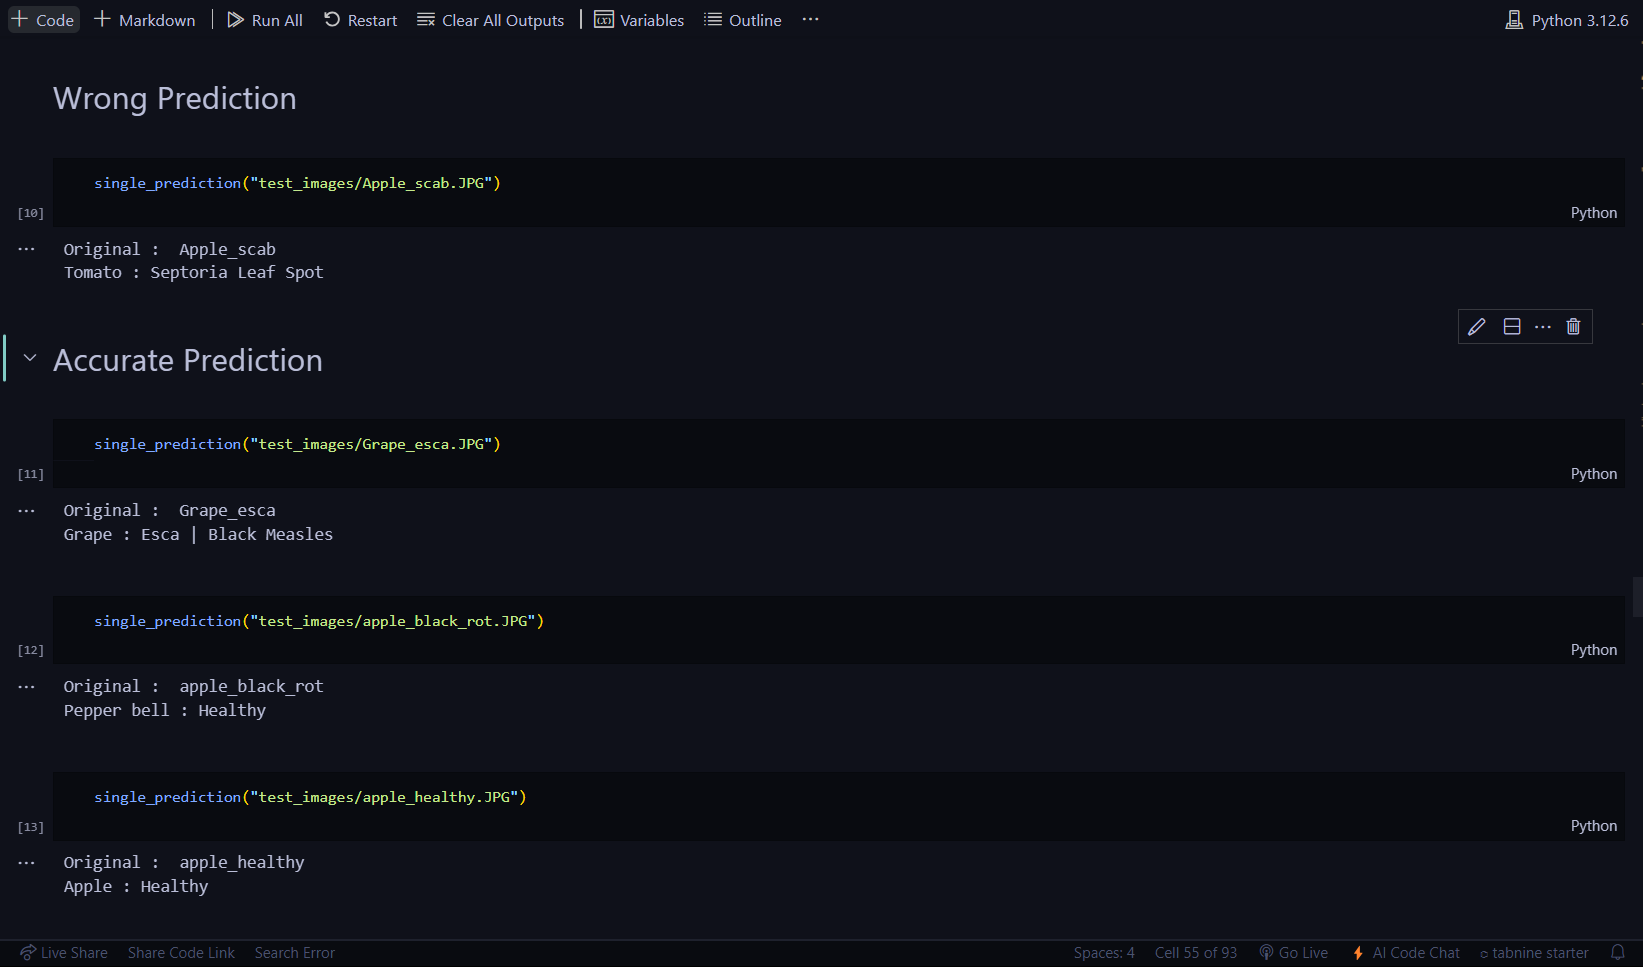 Code Markdown Run All Restart Clear All Outputs Variables Outline ... Python 3.12.6
Wrong Prediction
single_prediction("test_images/Apple_scab.JPG")
[10] Python
... Original :  Apple_scab
Tomato : Septoria Leaf Spot
Accurate Prediction
single_prediction("test_images/Grape_esca.JPG")
[11] Python
... Original :  Grape_esca
Grape : Esca | Black Measles
single_prediction("test_images/apple_black_rot.JPG")
[12] Python
... Original :  apple_black_rot
Pepper bell : Healthy
single_prediction("test_images/apple_healthy.JPG")
[13] Python
... Original :  apple_healthy
Apple : Healthy
Live Share Share Code Link Search Error Spaces: 4 Cell 55 of 93 Go Live AI Code Chat tabnine starter